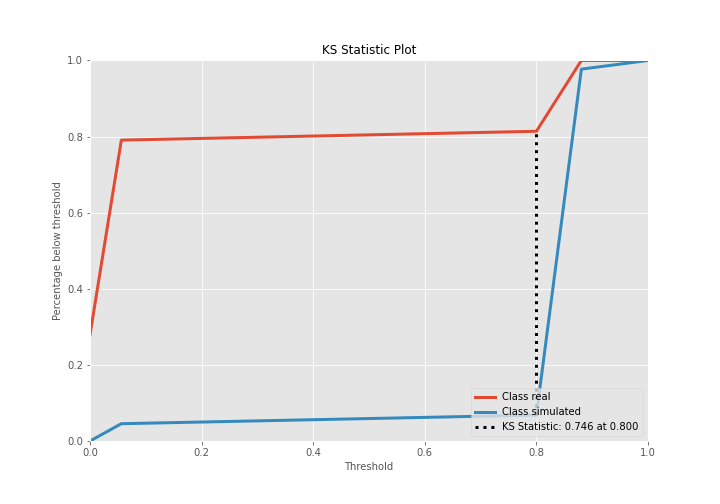 KS Statistic Plot
1.0
0.8
0.6
0.4
0.2
0.0
Percentage below threshold
Class real
Class simulated
KS Statistic: 0.746 at 0.800
0.0 0.2 0.4 0.6 0.8 1.0
Threshold